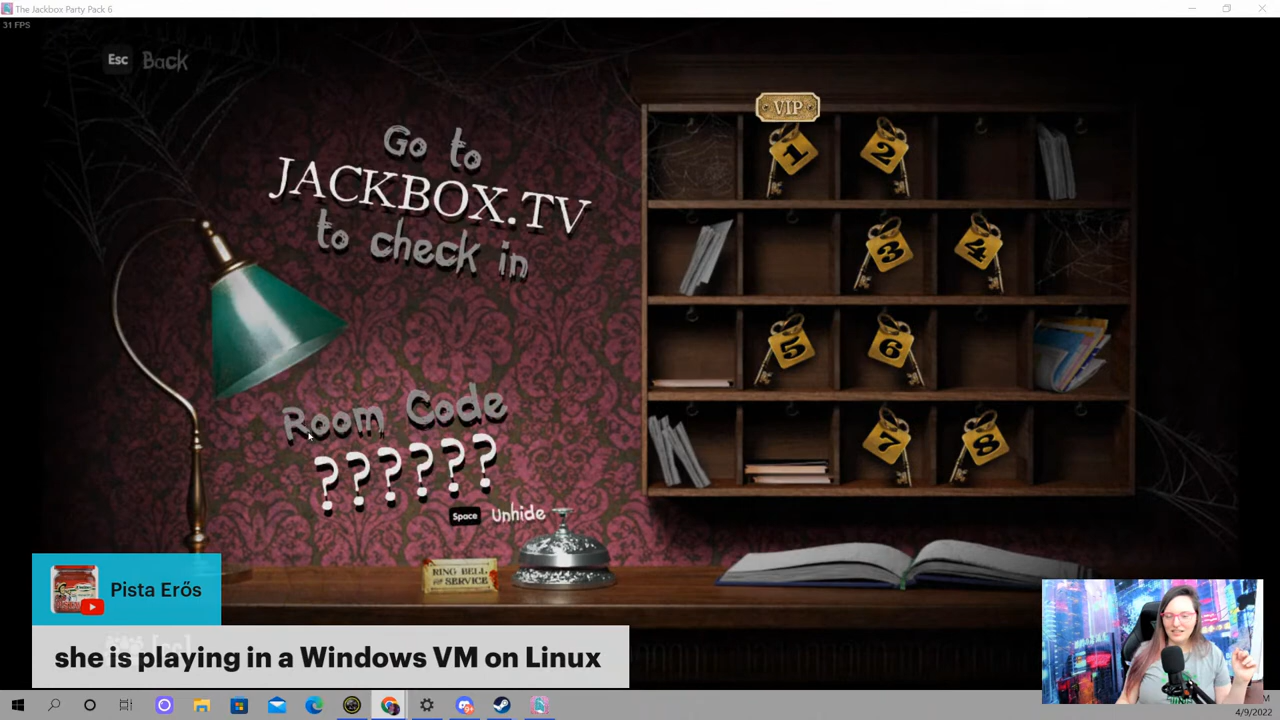 The Jackbox Party Pack 6
31 FPS
Esc Back
Go to
JACKBOX.TV
to check in
VIP
1
2
3
4
5
6
7
8
Room Code
??????
Space Unhide
RING BELL
for SERVICE
Pista Erős
she is playing in a Windows VM on Linux
4/9/2022